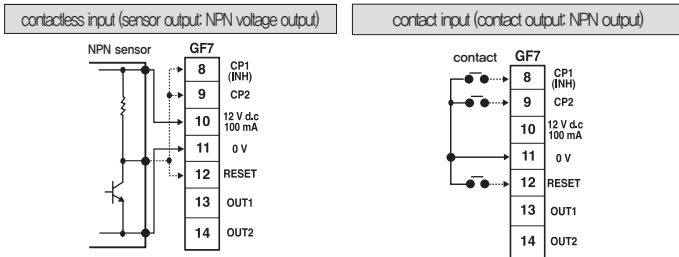 contactless input (sensor output: NPN voltage output)
NPN sensor
GF7
8 CP1 (INH)
9 CP2
10 12 V d.c 100 mA
11 0 V
12 RESET
13 OUT1
14 OUT2
contact input (contact output: NPN output)
contact
GF7
8 CP1 (INH)
9 CP2
10 12 V d.c 100 mA
11 0 V
12 RESET
13 OUT1
14 OUT2